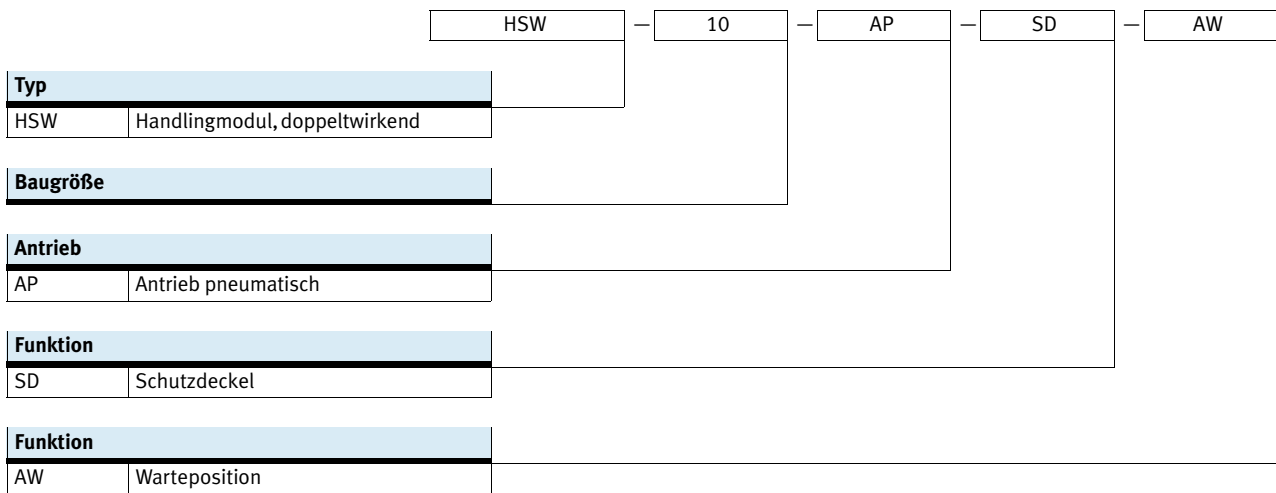 HSW — 10 — AP — SD — AW
Typ
HSW Handlingmodul, doppeltwirkend
Baugröße
Antrieb
AP Antrieb pneumatisch
Funktion
SD Schutzdeckel
Funktion
AW Warteposition